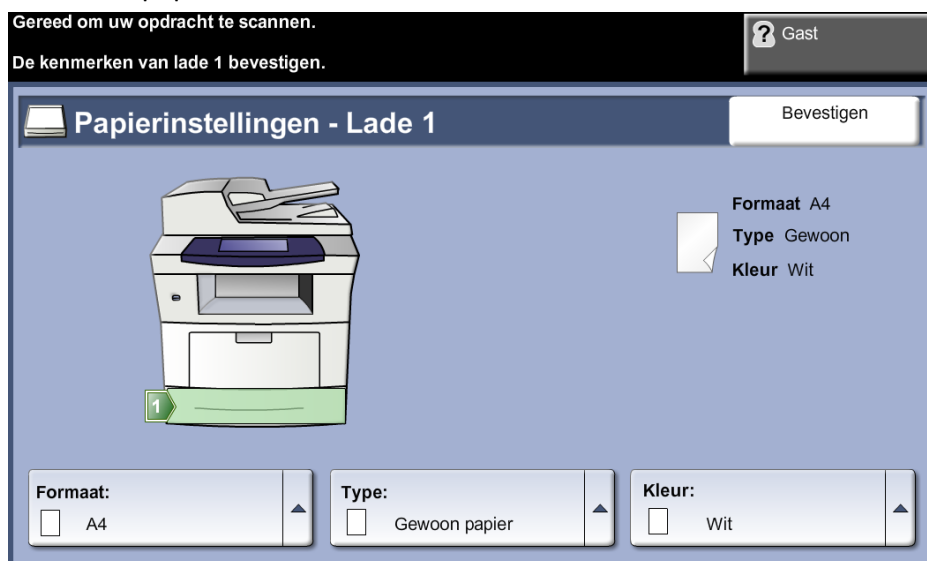 Gereed om uw opdracht te scannen.
De kenmerken van lade 1 bevestigen.
? Gast
Papierinstellingen - Lade 1
Bevestigen
Formaat A4
Type Gewoon
Kleur Wit
1
Formaat:
A4
Type:
Gewoon papier
Kleur:
Wit